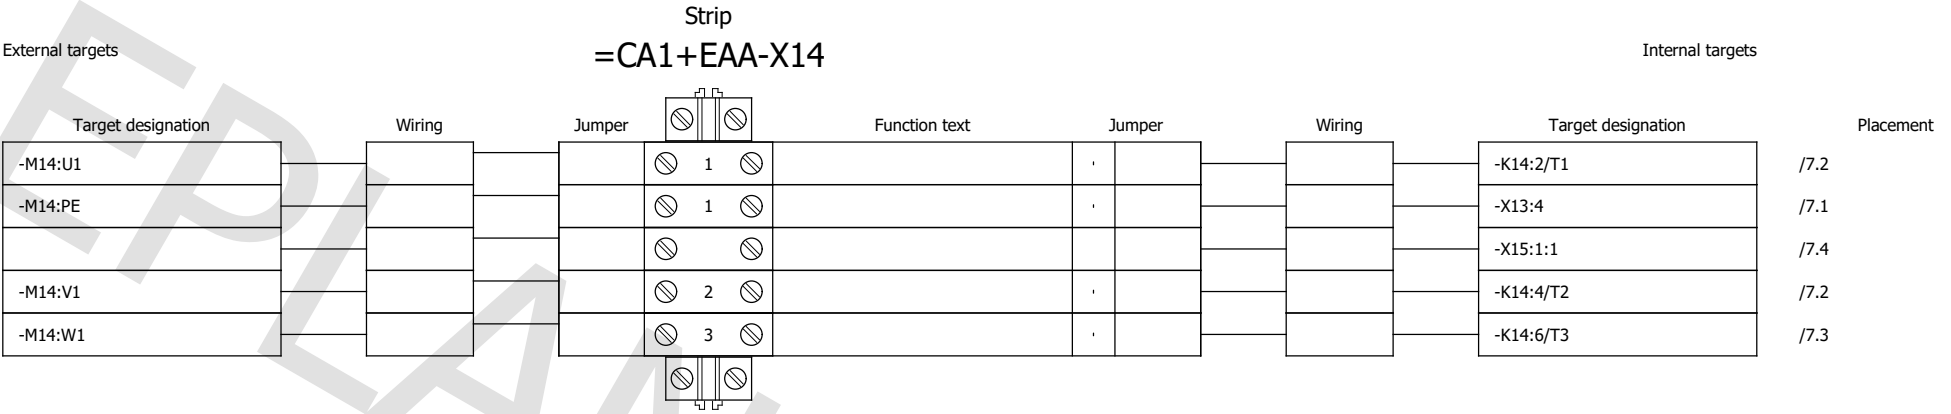 Strip
External targets =CA1+EAA-X14 Internal targets
Target designation Wiring Jumper Function text Jumper Wiring Target designation Placement
-M14:U1 1 ' -K14:2/T1 /7.2
-M14:PE 1 ' -X13:4 /7.1
-X15:1:1 /7.4
-M14:V1 2 ' -K14:4/T2 /7.2
-M14:W1 3 ' -K14:6/T3 /7.3
EPLAN